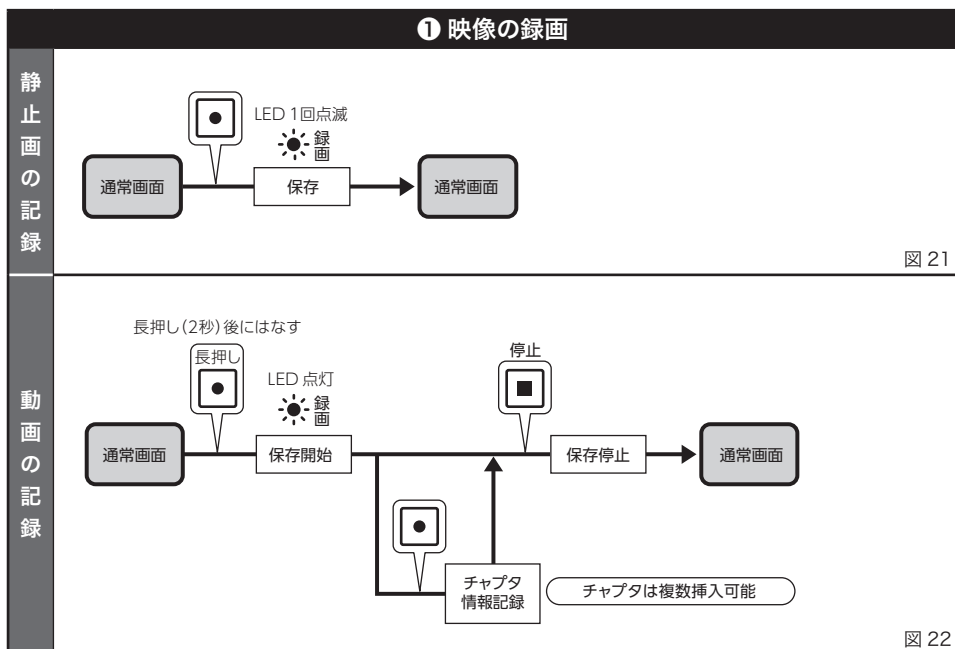 ❶ 映像の録画
静止画の記録
LED 1回点滅
録画
通常画面
保存
通常画面
図 21
動画の記録
長押し(2秒)後にはなす
長押し
LED 点灯
録画
停止
通常画面
保存開始
保存停止
通常画面
チャプタ
情報記録
チャプタは複数挿入可能
図 22